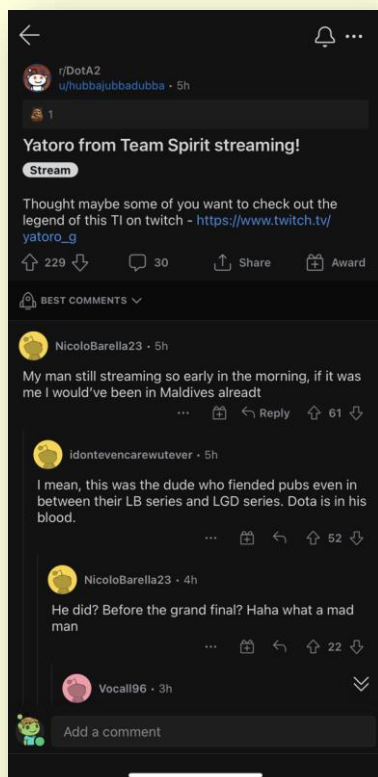 r/DotA2
u/hubbajubbadubba • 5h
1
Yatoro from Team Spirit streaming!
Stream
Thought maybe some of you want to check out the
legend of this TI on twitch - https://www.twitch.tv/
yatoro_g
229
30
Share
Award
BEST COMMENTS
NicoloBarella23 • 5h
My man still streaming so early in the morning, if it was
me I would've been in Maldives alreadt
Reply
61
idontevencarewutever • 5h
I mean, this was the dude who fiended pubs even in
between their LB series and LGD series. Dota is in his
blood.
52
NicoloBarella23 • 4h
He did? Before the grand final? Haha what a mad
man
22
Vocall96 • 3h
Add a comment